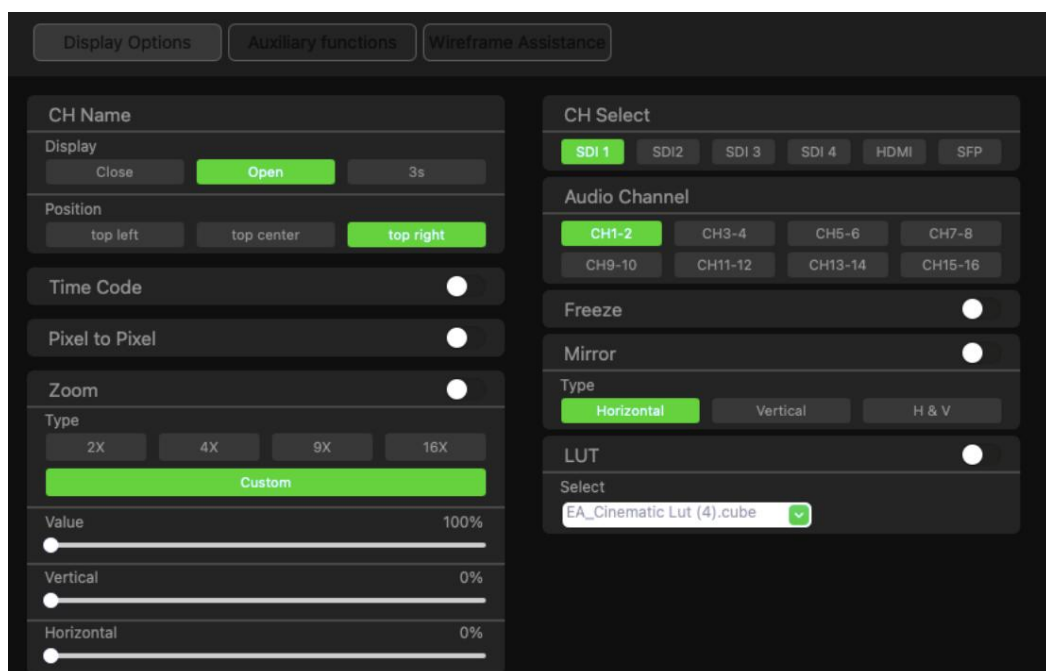 Display Options Auxiliary functions Wireframe Assistance
CH Name
Display
Close Open 3s
Position
top left top center top right
Time Code
Pixel to Pixel
Zoom
Type
2X 4X 9X 16X
Custom
Value 100%
Vertical 0%
Horizontal 0%
CH Select
SDI 1 SDI2 SDI 3 SDI 4 HDMI SFP
Audio Channel
CH1-2 CH3-4 CH5-6 CH7-8
CH9-10 CH11-12 CH13-14 CH15-16
Freeze
Mirror
Type
Horizontal Vertical H & V
LUT
Select
EA_Cinematic Lut (4).cube